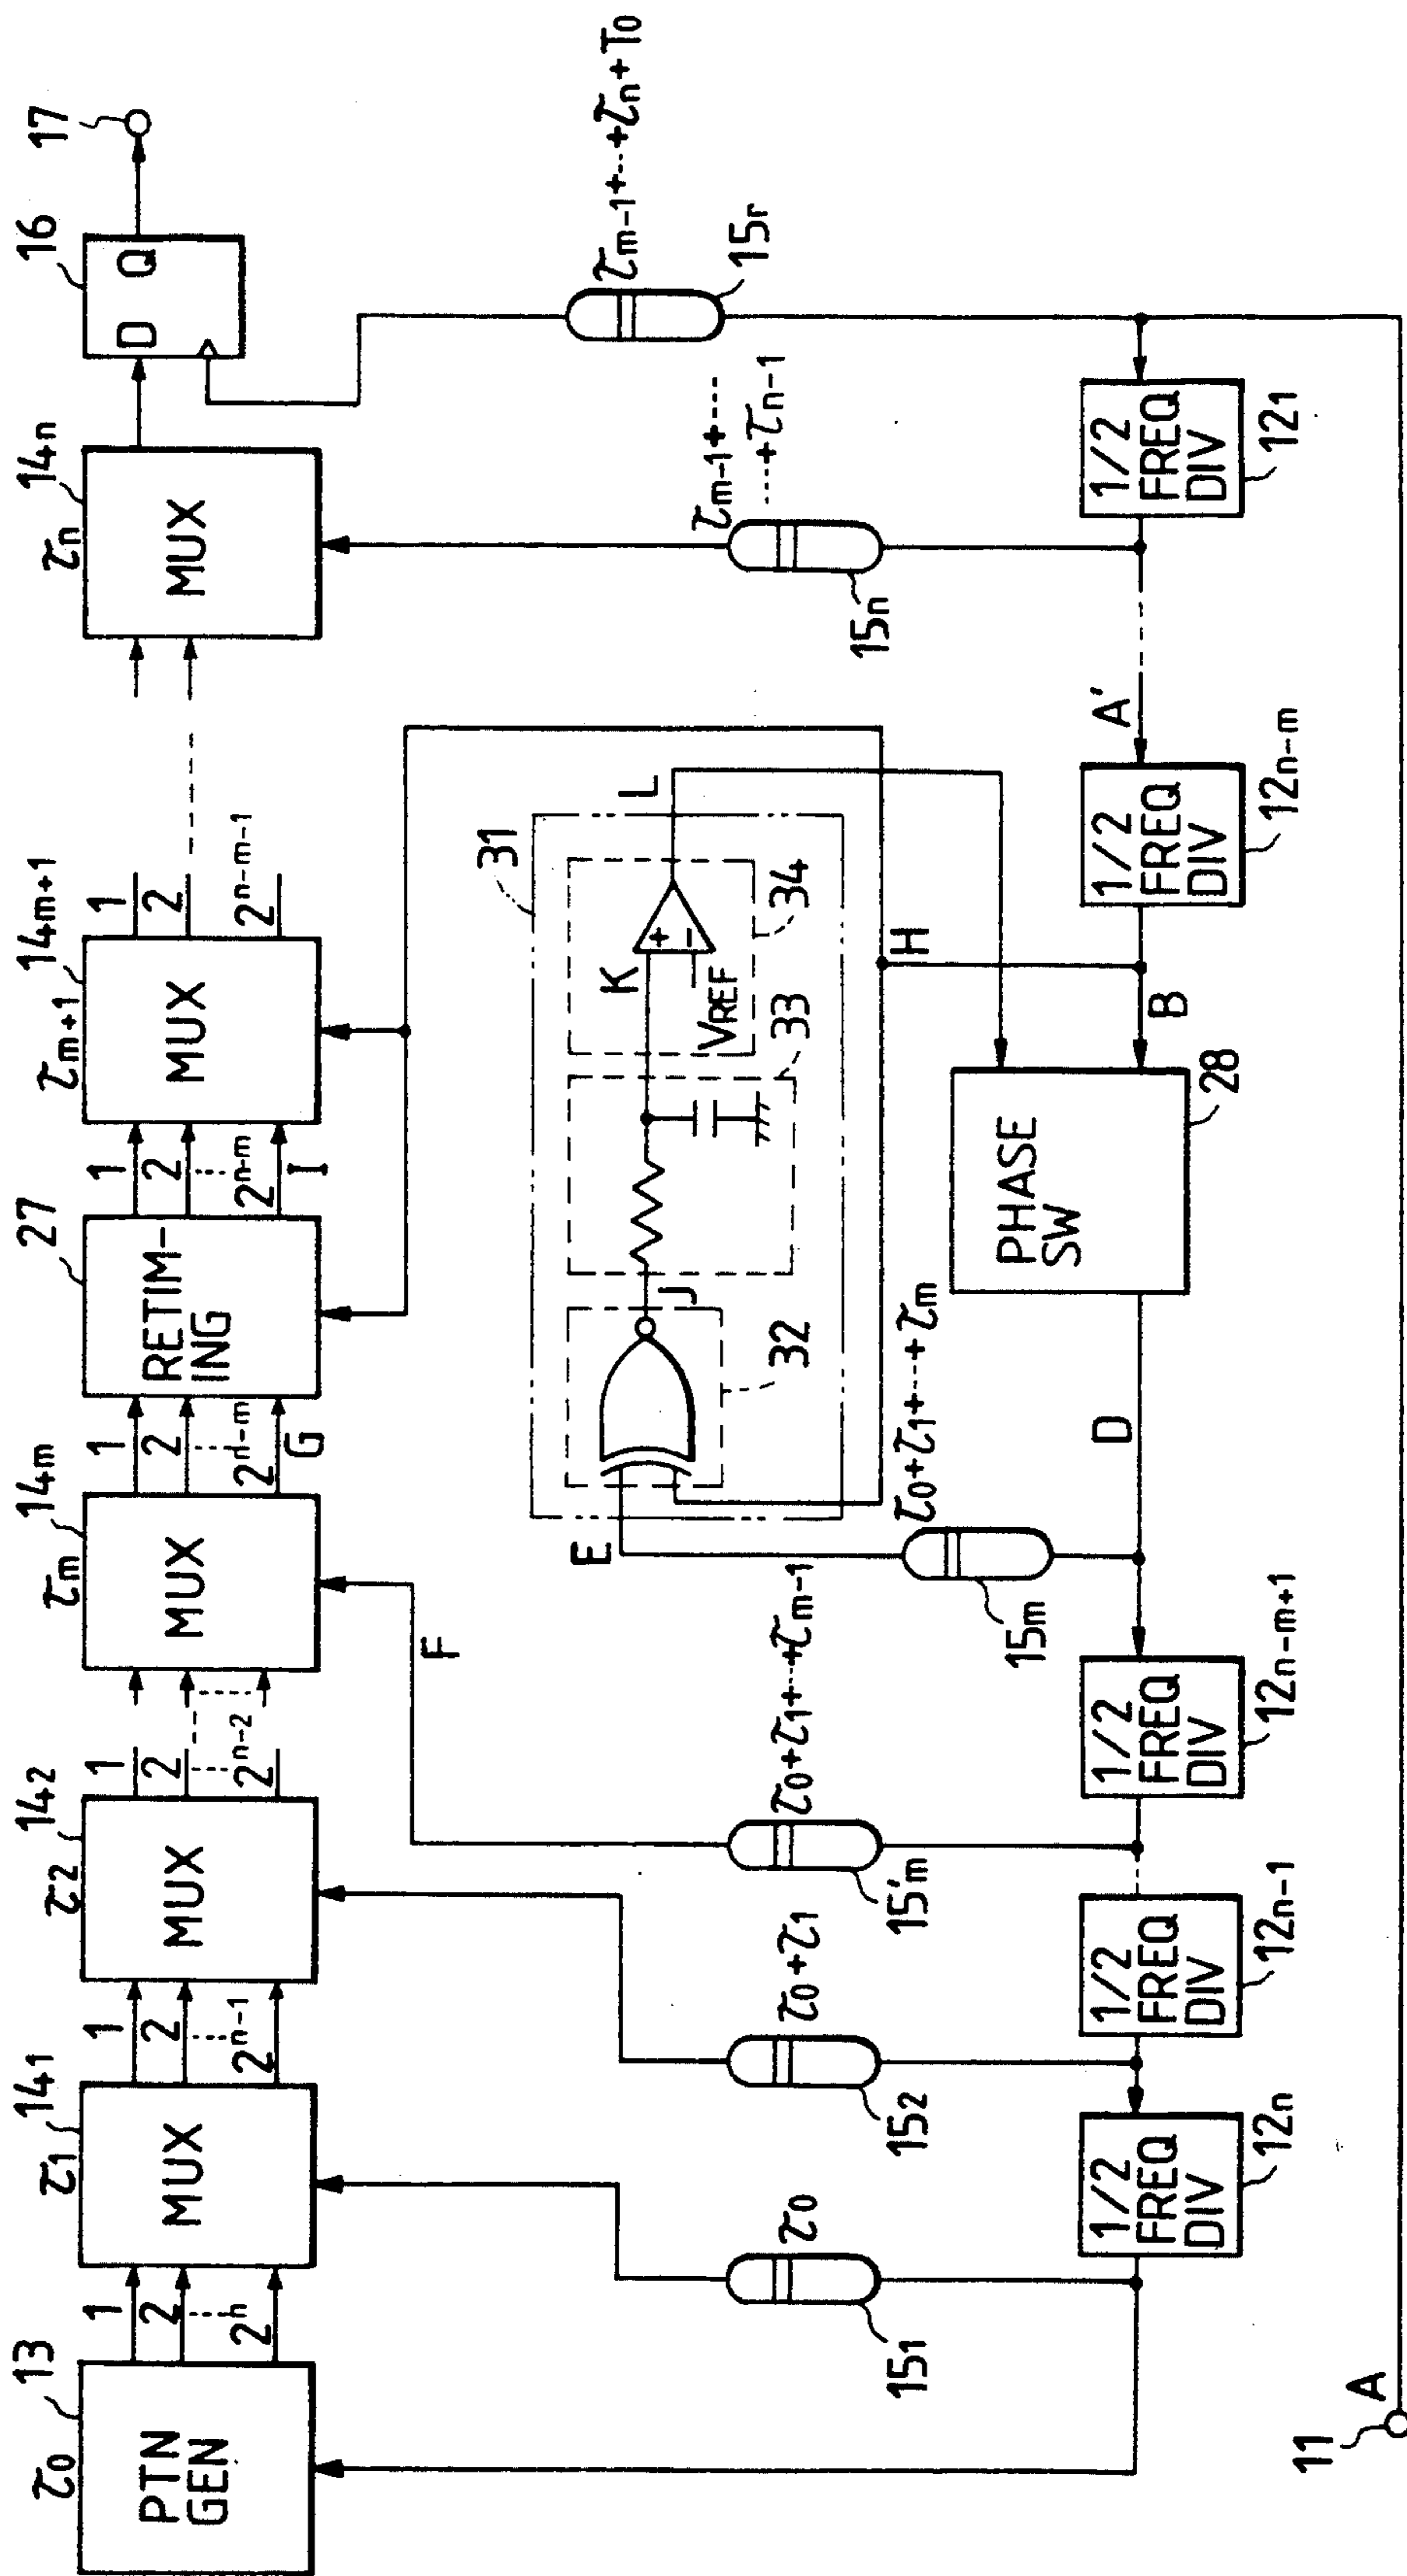 τ0
13
PTN
GEN
1
2
2ⁿ
τ1
14₁
MUX
1
2
2ⁿ⁻¹
τ2
14₂
MUX
1
2
2ⁿ⁻²
τm
14m
MUX
1
2
2ⁿ⁻ᵐ
G
27
RETIM-
ING
1
2
2ⁿ⁻ᵐ
I
τm+1
14m+1
MUX
1
2
2ⁿ⁻ᵐ⁻¹
τn
14n
MUX
16
D Q
17
F
E
31
J
32
33
K
+
-
VREF
34
L
H
τ0
15₁
τ0+τ1
15₂
τ0+τ1+---+τm-1
15'm
τ0+τ1+----+τm
15m
τm-1+----
----+τn-1
15n
τm-1+---+τn+T0
15r
1/2
FREQ
DIV
12n
1/2
FREQ
DIV
12n-1
1/2
FREQ
DIV
12n-m+1
D
PHASE
SW
28
B
1/2
FREQ
DIV
12n-m
A'
1/2
FREQ
DIV
12₁
11
A